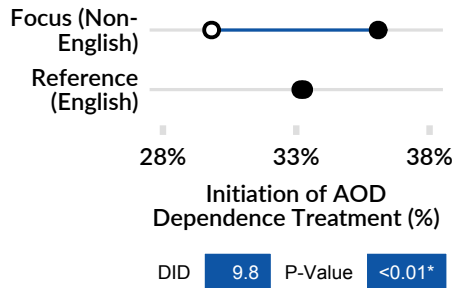 Focus (Non-
English)
Reference
(English)
28% 33% 38%
Initiation of AOD
Dependence Treatment (%)
DID 9.8 P-Value <0.01*